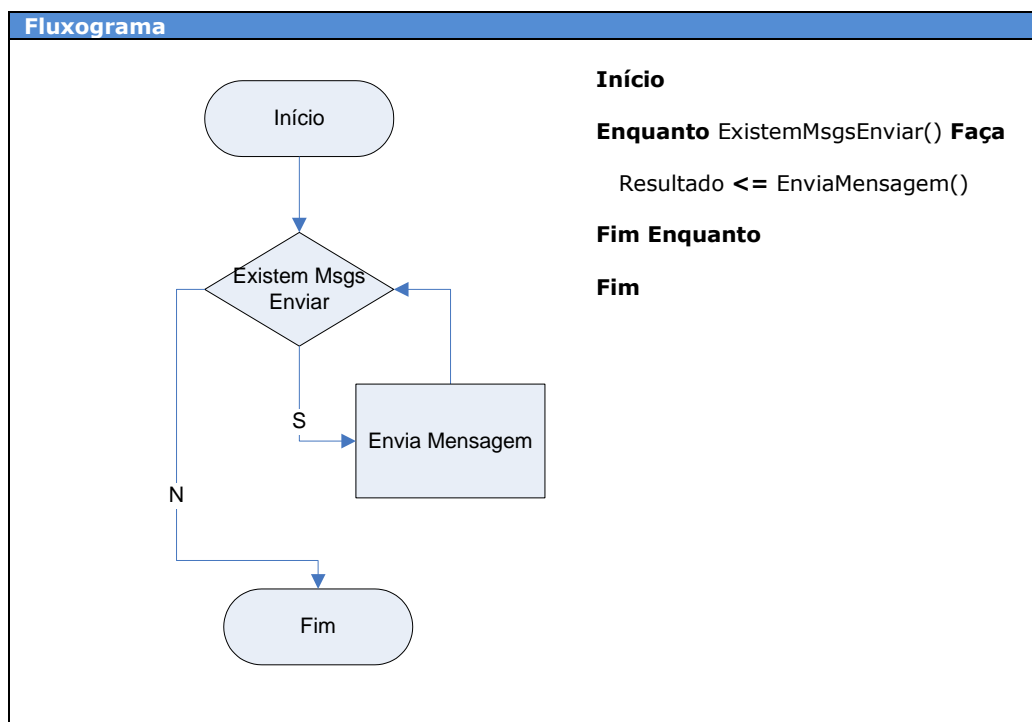 Fluxograma
Início
Existem Msgs
Enviar
S
Envia Mensagem
N
Fim
Início
Enquanto ExistemMsgsEnviar() Faça
Resultado <= EnviaMensagem()
Fim Enquanto
Fim